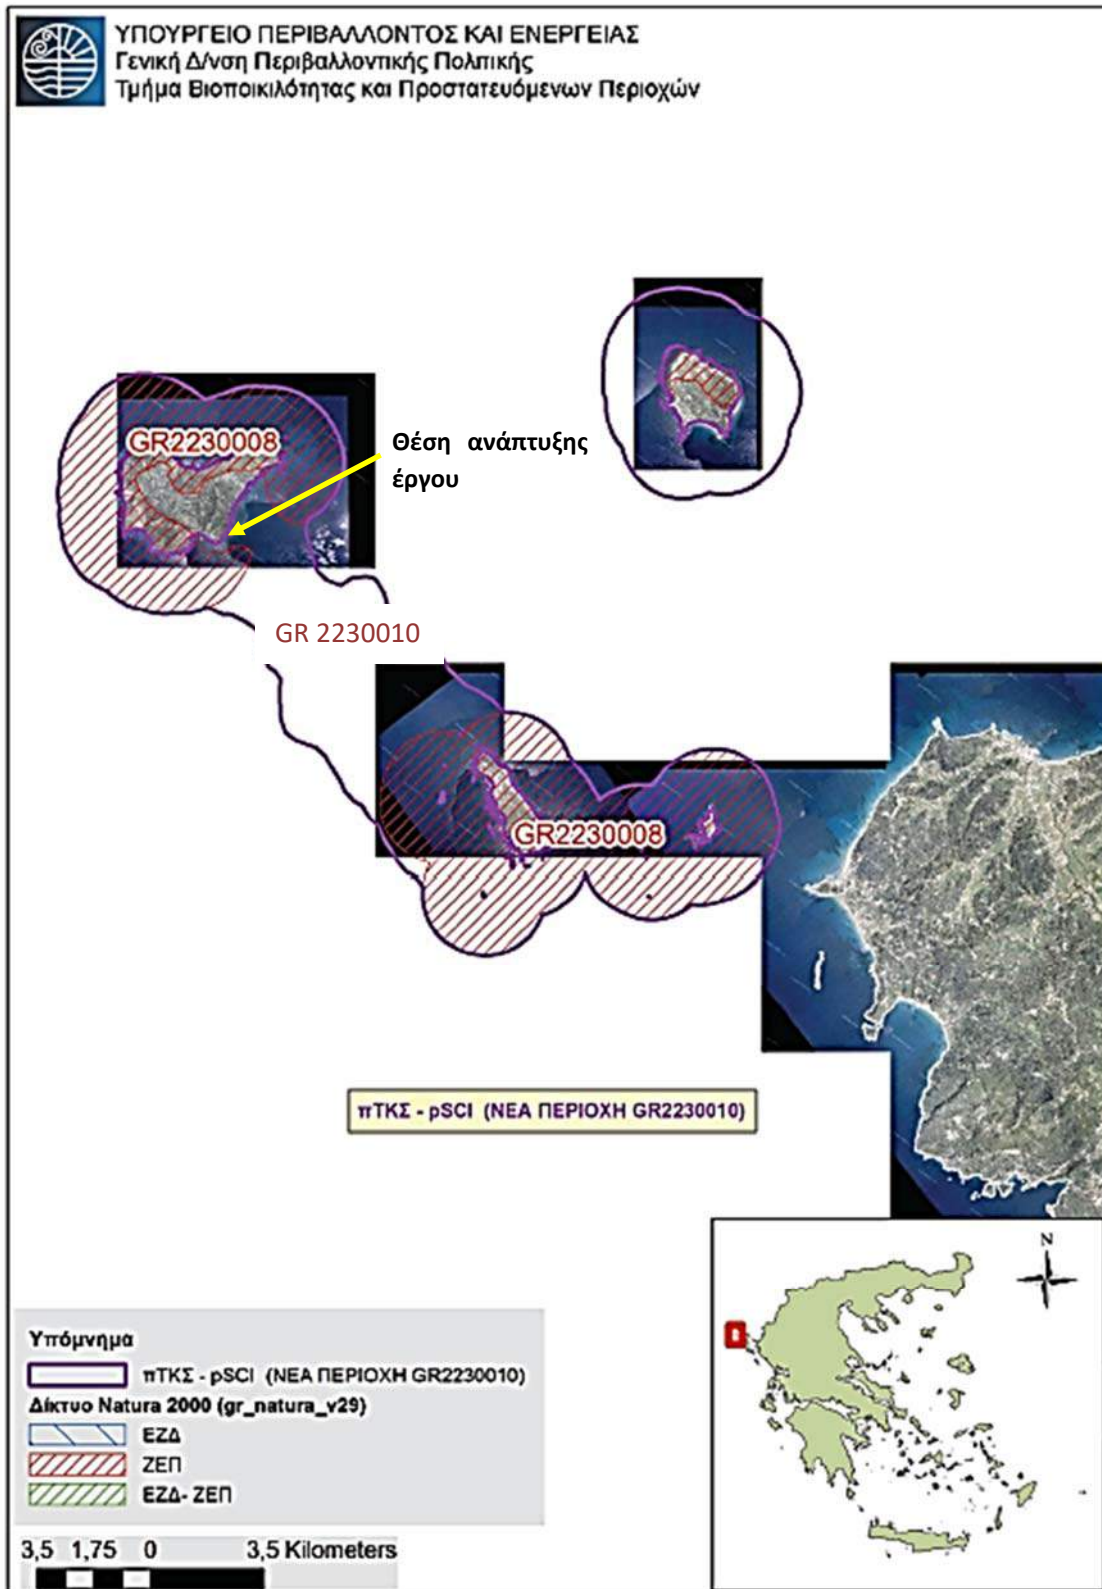 ΥΠΟΥΡΓΕΙΟ ΠΕΡΙΒΑΛΛΟΝΤΟΣ ΚΑΙ ΕΝΕΡΓΕΙΑΣ
Γενική Δ/νση Περιβαλλοντικής Πολιτικής
Τμήμα Βιοποικιλότητας και Προστατευόμενων Περιοχών
GR2230008
Θέση ανάπτυξης
έργου
GR 2230010
GR2230008
πΤΚΣ - pSCI (ΝΕΑ ΠΕΡΙΟΧΗ GR2230010)
N
Υπόμνημα
πΤΚΣ - pSCI (ΝΕΑ ΠΕΡΙΟΧΗ GR2230010)
Δίκτυο Natura 2000 (gr_natura_v29)
ΕΖΔ
ΖΕΠ
ΕΖΔ- ΖΕΠ
3,5 1,75 0 3,5 Kilometers